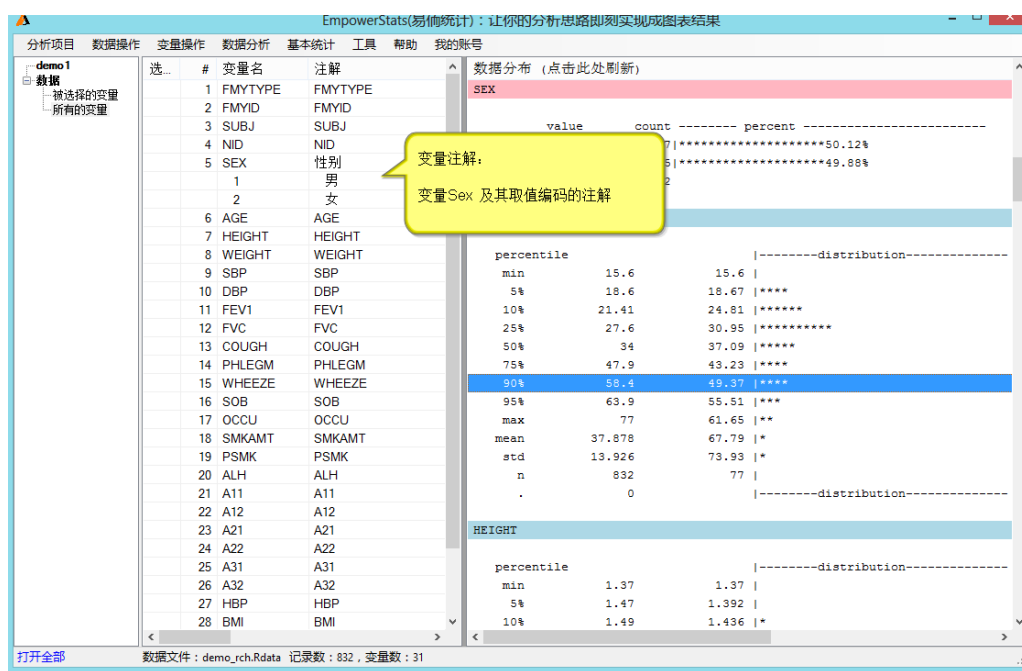 EmpowerStats(易侕统计)：让你的分析思路即刻实现成图表结果
分析项目 数据操作 变量操作 数据分析 基本统计 工具 帮助 我的账号
demo1
数据
被选择的变量
所有的变量
选... # 变量名 注解
1 FMYTYPE FMYTYPE
2 FMYID FMYID
3 SUBJ SUBJ
4 NID NID
5 SEX 性别
1 男
2 女
6 AGE AGE
7 HEIGHT HEIGHT
8 WEIGHT WEIGHT
9 SBP SBP
10 DBP DBP
11 FEV1 FEV1
12 FVC FVC
13 COUGH COUGH
14 PHLEGM PHLEGM
15 WHEEZE WHEEZE
16 SOB SOB
17 OCCU OCCU
18 SMKAMT SMKAMT
19 PSMK PSMK
20 ALH ALH
21 A11 A11
22 A12 A12
23 A21 A21
24 A22 A22
25 A31 A31
26 A32 A32
27 HBP HBP
28 BMI BMI
变量注解：
变量Sex 及其取值编码的注解
数据分布 (点击此处刷新)
SEX
value count -------- percent --------------------------
7|*********************50.12%
5|*********************49.88%
2
percentile |--------distribution--------------
min 15.6 15.6 |
5% 18.6 18.67 |****
10% 21.41 24.81 |******
25% 27.6 30.95 |**********
50% 34 37.09 |*****
75% 47.9 43.23 |****
90% 58.4 49.37 |****
95% 63.9 55.51 |***
max 77 61.65 |**
mean 37.878 67.79 |*
std 13.926 73.93 |*
n 832 77 |
. 0 |--------distribution--------------
HEIGHT
percentile |--------distribution--------------
min 1.37 1.37 |
5% 1.47 1.392 |
10% 1.49 1.436 |*
打开全部 数据文件：demo_rch.Rdata 记录数：832，变量数：31